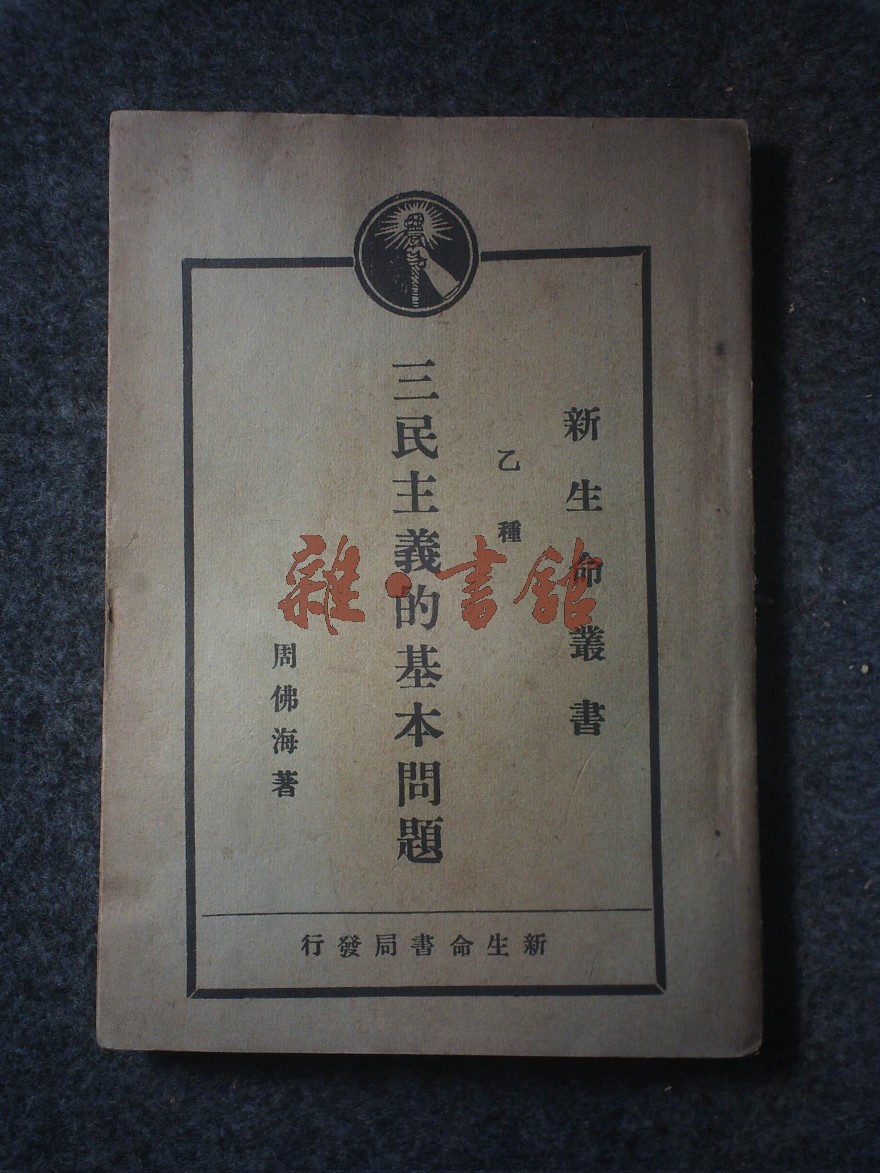 新生命叢書
乙種
三民主義的基本問題
周佛海著
新生命書局發行
雜·書館